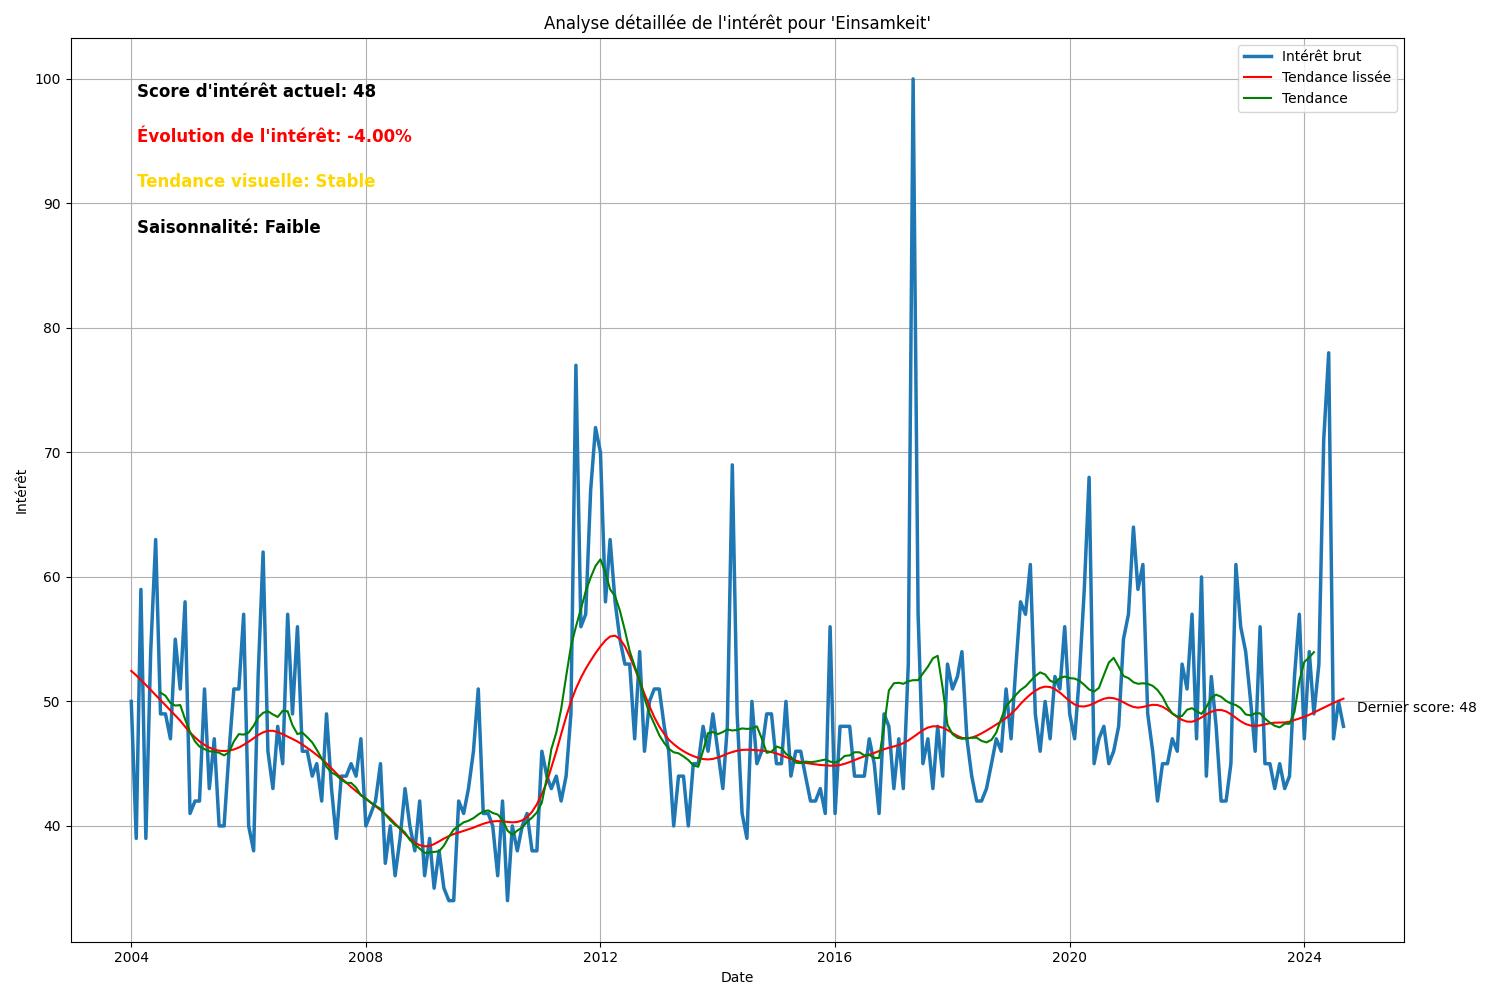 Analyse détaillée de l'intérêt pour 'Einsamkeit'
Intérêt brut
Tendance lissée
Tendance
Score d'intérêt actuel: 48
Évolution de l'intérêt: -4.00%
Tendance visuelle: Stable
Saisonnalité: Faible
100
90
80
70
60
50
40
Intérêt
Dernier score: 48
2004
2008
2012
2016
2020
2024
Date